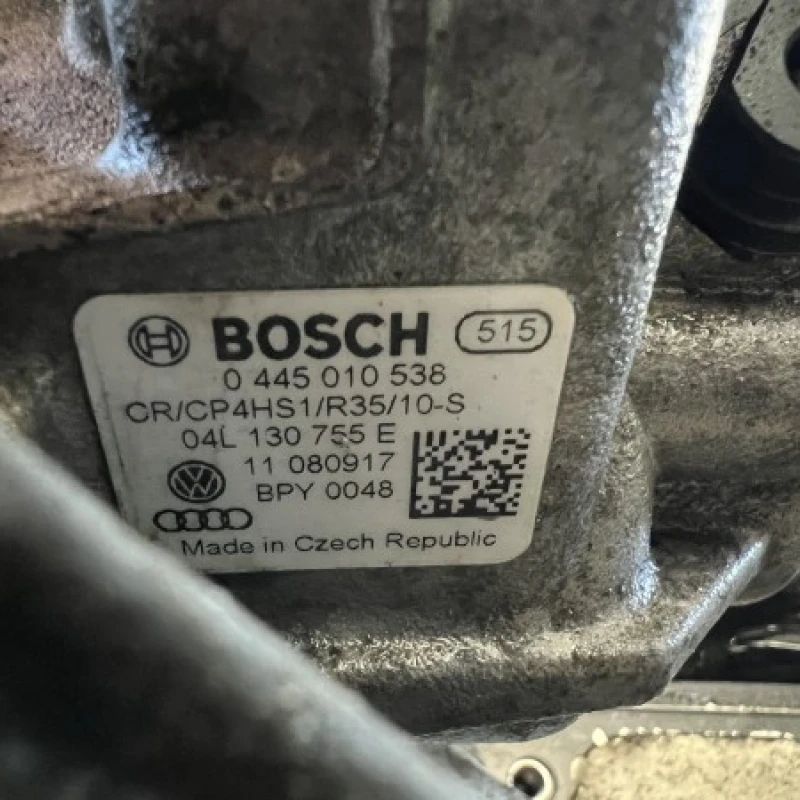 BOSCH 515
0 445 010 538
CR/CP4HS1/R35/10-S
04L 130 755 E
11 080917
BPY 0048
Made in Czech Republic